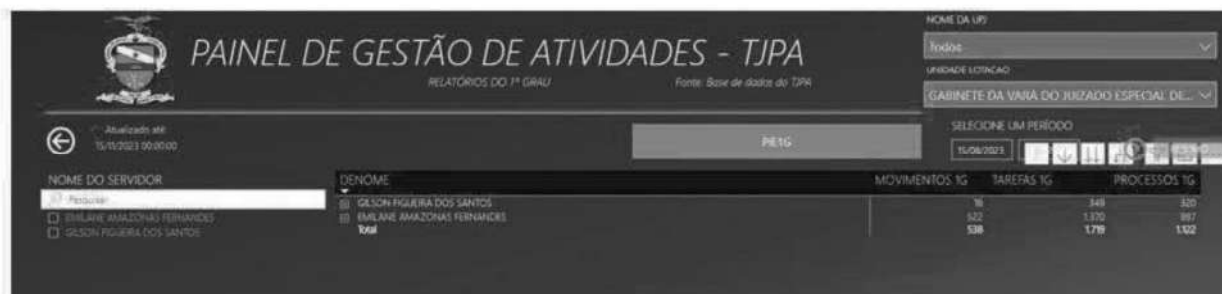 NOME DA UPJ
Todos
PAINEL DE GESTÃO DE ATIVIDADES - TJPA
UNIDADE LOTACAO
RELATÓRIOS DO 1º GRAU
Fonte: Base de dados do TJPA
GABINETE DA VARA DO JUIZADO ESPECIAL DE...
Atualizado até
15/11/2023 00:00:00
PJE1G
SELECIONE UM PERÍODO
15/08/2023
NOME DO SERVIDOR
DENOME MOVIMENTOS 1G TAREFAS 1G PROCESSOS 1G
Pesquisar
GILSON FIGUEIRA DOS SANTOS 16 349 320
EMILANE AMAZONAS FERNANDES
EMILANE AMAZONAS FERNANDES 522 1.370 887
GILSON FIGUEIRA DOS SANTOS
Total 538 1.719 1.122